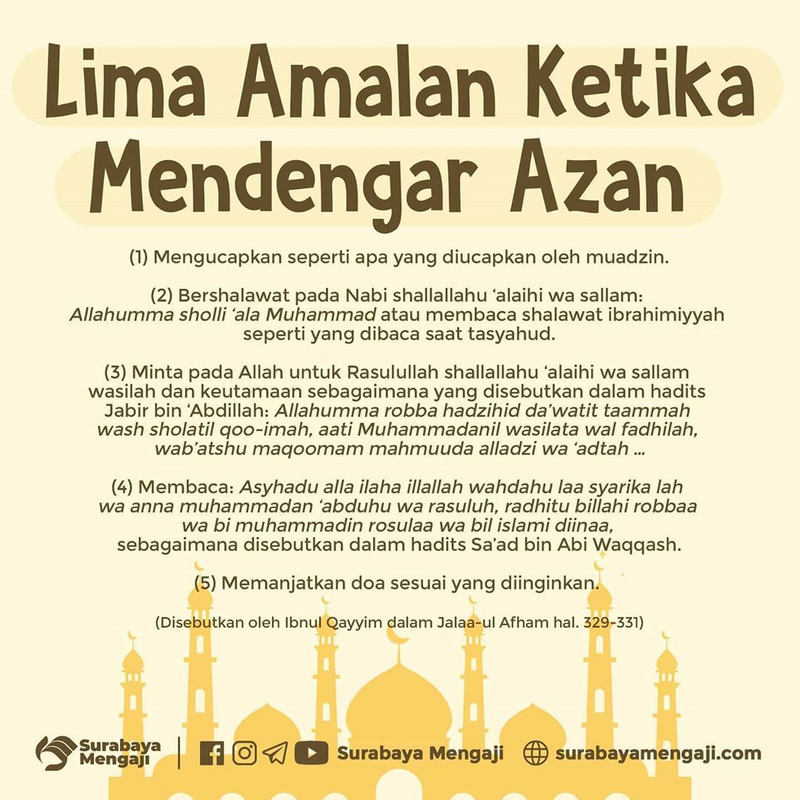 Lima Amalan Ketika
Mendengar Azan
(1) Mengucapkan seperti apa yang diucapkan oleh muadzin.
(2) Bershalawat pada Nabi shallallahu ‘alaihi wa sallam:
Allahumma sholli ‘ala Muhammad atau membaca shalawat ibrahimiyyah
seperti yang dibaca saat tasyahud.
(3) Minta pada Allah untuk Rasulullah shallallahu ‘alaihi wa sallam
wasilah dan keutamaan sebagaimana yang disebutkan dalam hadits
Jabir bin ‘Abdillah: Allahumma robba hadzihid da’watit taammah
wash sholatil qoo-imah, aati Muhammadanil wasilata wal fadhilah,
wab’atshu maqoomam mahmuuda alladzi wa ‘adtah ...
(4) Membaca: Asyhadu alla ilaha illallah wahdahu laa syarika lah
wa anna muhammadan ‘abduhu wa rasuluh, radhitu billahi robbaa
wa bi muhammadin rosulaa wa bil islami diinaa,
sebagaimana disebutkan dalam hadits Sa’ad bin Abi Waqqash.
(5) Memanjatkan doa sesuai yang diinginkan.
(Disebutkan oleh Ibnul Qayyim dalam Jalaa-ul Afham hal. 329-331)
Surabaya
Mengaji
Surabaya Mengaji
surabayamengaji.com